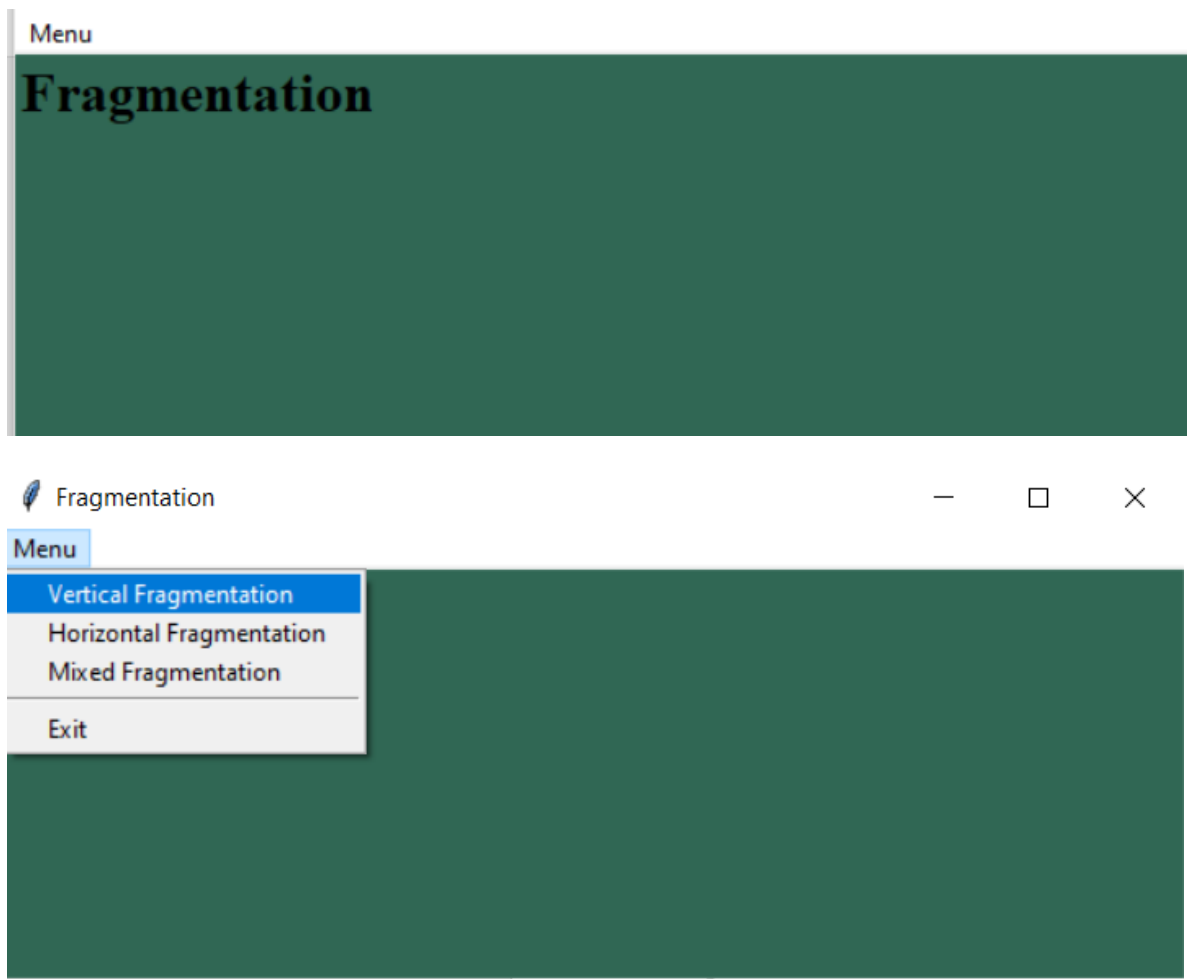 Menu
Fragmentation
Fragmentation
Menu
Vertical Fragmentation
Horizontal Fragmentation
Mixed Fragmentation
Exit